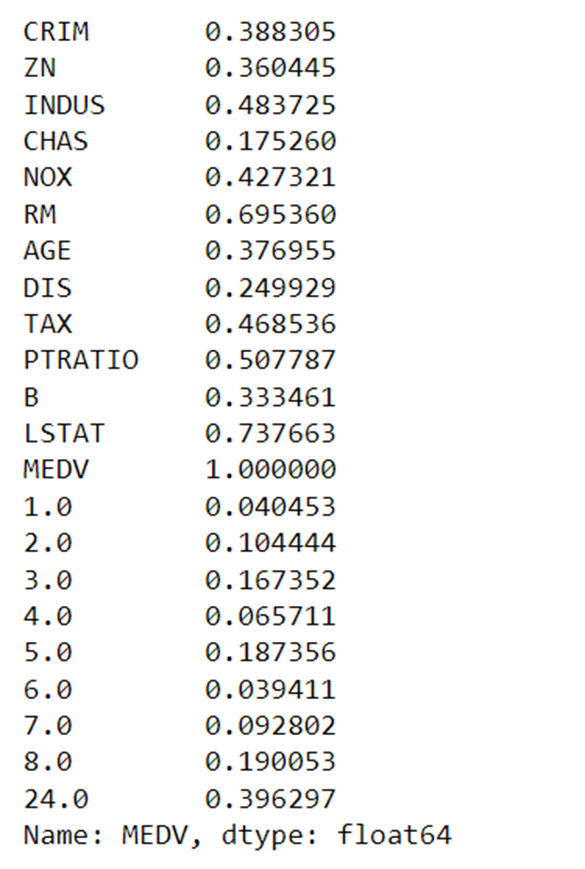 CRIM 0.388305
ZN 0.360445
INDUS 0.483725
CHAS 0.175260
NOX 0.427321
RM 0.695360
AGE 0.376955
DIS 0.249929
TAX 0.468536
PTRATIO 0.507787
B 0.333461
LSTAT 0.737663
MEDV 1.000000
1.0 0.040453
2.0 0.104444
3.0 0.167352
4.0 0.065711
5.0 0.187356
6.0 0.039411
7.0 0.092802
8.0 0.190053
24.0 0.396297
Name: MEDV, dtype: float64